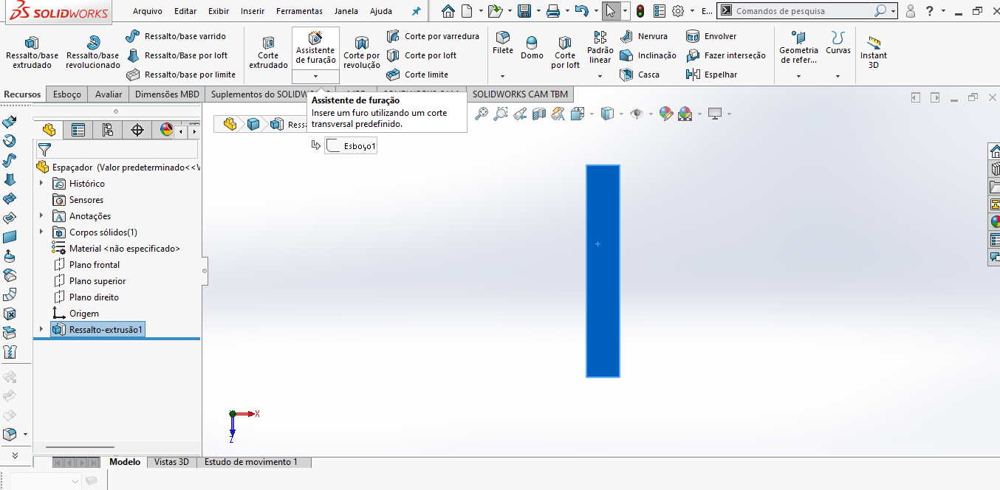 SOLIDWORKS
Arquivo Editar Exibir Inserir Ferramentas Janela Ajuda
E...
Comandos de pesquisa
?
Ressalto/base extrudado
Ressalto/base revolucionado
Ressalto/base varrido
Ressalto/Base por loft
Ressalto/base por limite
Corte extrudado
Assistente de furação
Corte por revolução
Corte por varredura
Corte por loft
Corte limite
Filete
Domo
Corte por loft
Padrão linear
Nervura
Inclinação
Casca
Envolver
Fazer interseção
Espelhar
Geometria de refer...
Curvas
Instant 3D
Recursos Esboço Avaliar Dimensões MBD Suplementos do SOLIDW SOLIDWORKS CAM TBM
Assistente de furação
Insere um furo utilizando um corte
transversal predefinido.
Ress
Esboço1
Espaçador (Valor predeterminado<<V
Histórico
Sensores
Anotações
Corpos sólidos(1)
Material <não especificado>
Plano frontal
Plano superior
Plano direito
Origem
Ressalto-extrusão1
X
Z
Modelo Vistas 3D Estudo de movimento 1